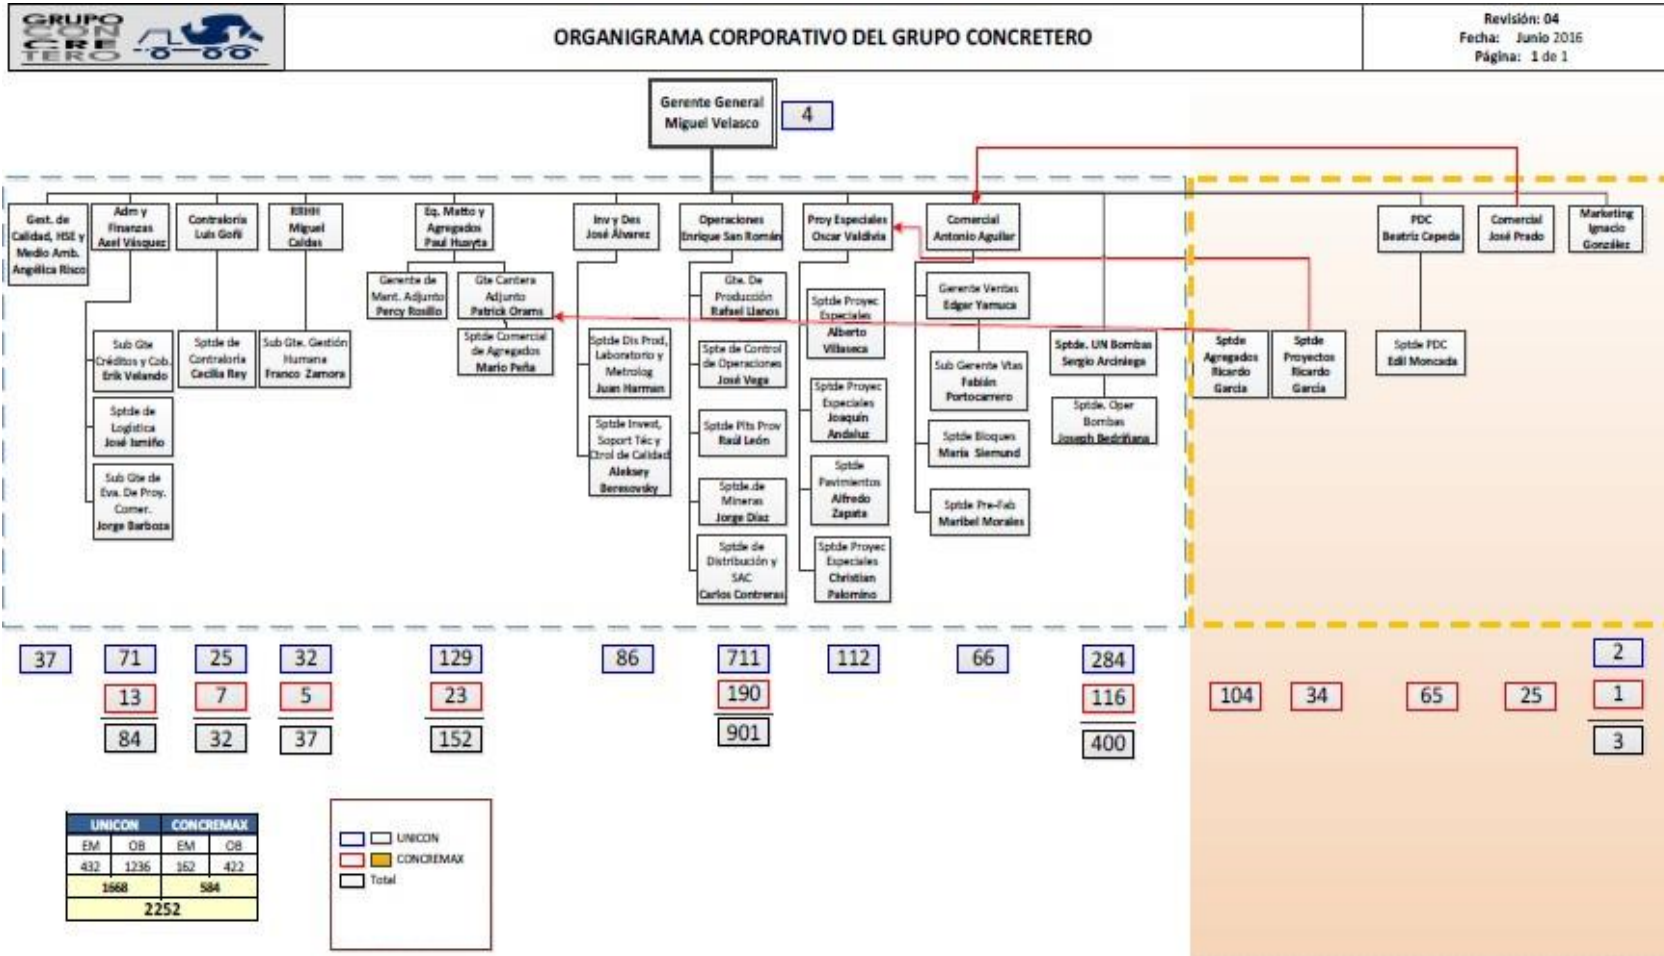 GRUPO
CON
CRE
TERO
ORGANIGRAMA CORPORATIVO DEL GRUPO CONCRETERO
Revisión: 04
Fecha: Junio 2016
Página: 1 de 1
Gerente General
Miguel Velasco
4
Gest. de
Calidad, HSE y
Medio Amb.
Angélica Risco
Adm y
Finanzas
Axel Vásquez
Contraloría
Luis Goñi
RRHH
Miguel
Caldas
Eq. Matto y
Agregados
Paul Huayta
Inv y Des
José Álvarez
Operaciones
Enrique San Román
Proy Especiales
Oscar Valdivia
Comercial
Antonio Aguilar
PDC
Beatriz Cepeda
Comercial
José Prado
Marketing
Ignacio
González
Sub Gte
Créditos y Cob.
Erik Velando
Sptde de
Logística
José Ismiño
Sub Gte de
Eva. De Proy.
Comer.
Jorge Barboza
Sptde de
Contraloría
Cecilia Rey
Sub Gte. Gestión
Humana
Franco Zamora
Gerente de
Mant. Adjunto
Percy Rosillo
Gte Cantera
Adjunto
Patrick Orams
Sptde Comercial
de Agregados
Mario Peña
Sptde Dis Prod,
Laboratorio y
Metrolog
Juan Harman
Sptde Invest,
Soport Téc y
Ctrol de Calidad
Aleksey
Beresovsky
Gte. De
Producción
Rafael Llanos
Spte de Control
de Operaciones
José Vega
Sptde Plts Prov
Raúl León
Sptde.de
Mineras
Jorge Díaz
Sptde de
Distribución y
SAC
Carlos Contreras
Sptde Proyec
Especiales
Alberto
Villaseca
Sptde Proyec
Especiales
Joaquín
Andaluz
Sptde
Pavimientos
Alfredo
Zapata
Sptde Proyec
Especiales
Christian
Palomino
Gerente Ventas
Edgar Yamuca
Sub Gerente Vtas
Fabián
Portocarrero
Sptde Bloques
María Siemund
Sptde Pre-Fab
Maribel Morales
Sptde. UN Bombas
Sergio Arciniega
Sptde. Oper
Bombas
Joseph Bedriñana
Sptde
Agregados
Ricardo
García
Sptde
Proyectos
Ricardo
García
Sptde PDC
Edil Moncada
37 71 25 32 129 86 711 112 66 284 2
13 7 5 23 190 116 104 34 65 25 1
84 32 37 152 901 400 3
UNICON CONCREMAX
EM OB EM OB
432 1236 162 422
1668 584
2252
UNICON
CONCREMAX
Total